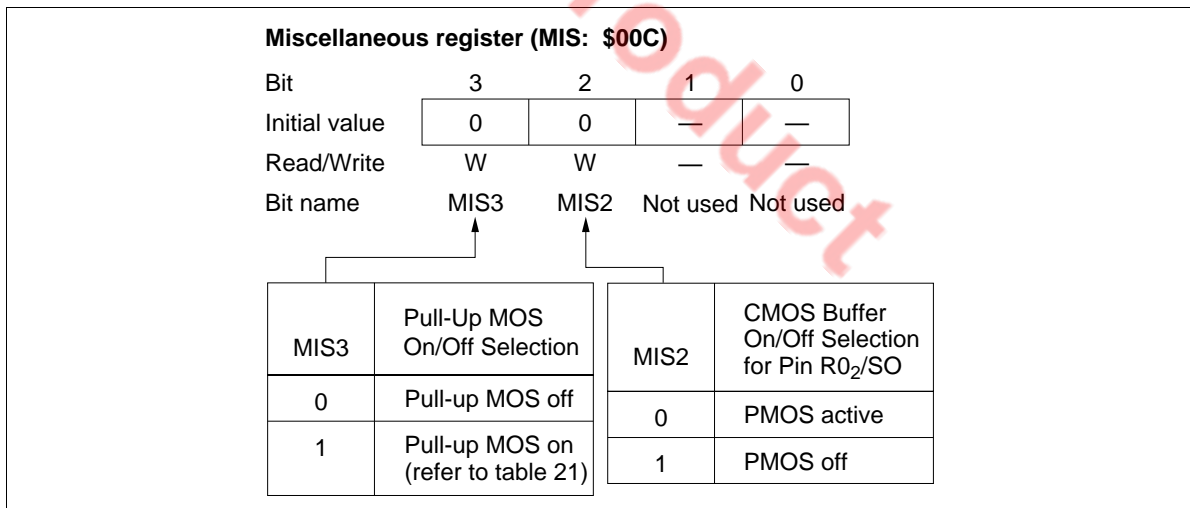 Miscellaneous register (MIS: $00C)
Bit 3 2 1 0
Initial value 0 0 — —
Read/Write W W — —
Bit name MIS3 MIS2 Not used Not used
MIS3
Pull-Up MOS
On/Off Selection
0 Pull-up MOS off
1 Pull-up MOS on
(refer to table 21)
MIS2
CMOS Buffer
On/Off Selection
for Pin R0₂/SO
0 PMOS active
1 PMOS off
roduct